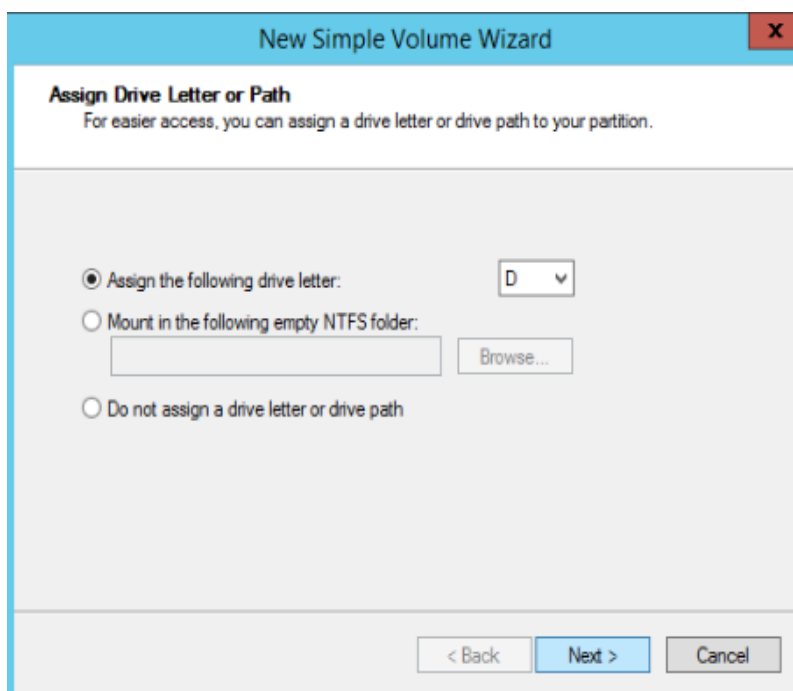 New Simple Volume Wizard
x
Assign Drive Letter or Path
For easier access, you can assign a drive letter or drive path to your partition.
Assign the following drive letter: D
Mount in the following empty NTFS folder:
Browse...
Do not assign a drive letter or drive path
< Back Next > Cancel